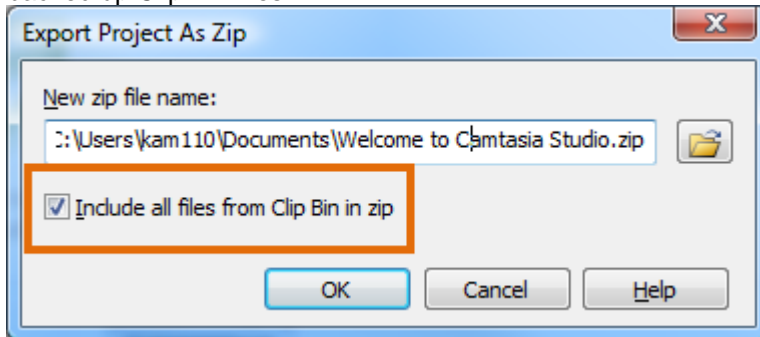 Export Project As Zip
New zip file name:
C:\Users\kam110\Documents\Welcome to Camtasia Studio.zip
Include all files from Clip Bin in zip
OK Cancel Help